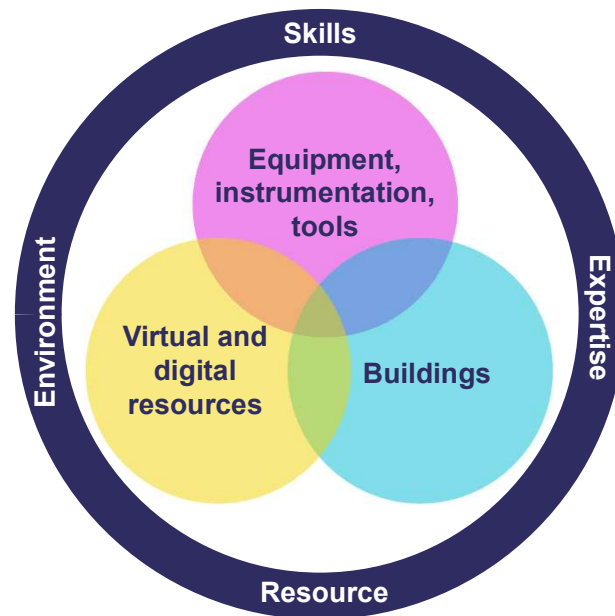 Skills
Equipment,
instrumentation,
tools
Environment
Expertise
Virtual and
digital
resources
Buildings
Resource